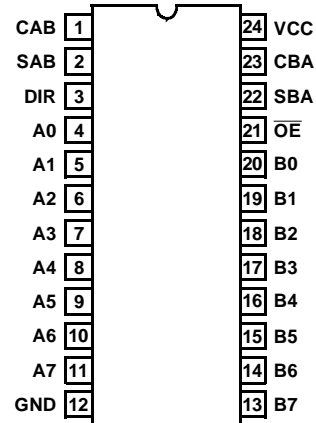 CAB 1 24 VCC
SAB 2 23 CBA
DIR 3 22 SBA
A0 4 21 OE
A1 5 20 B0
A2 6 19 B1
A3 7 18 B2
A4 8 17 B3
A5 9 16 B4
A6 10 15 B5
A7 11 14 B6
GND 12 13 B7